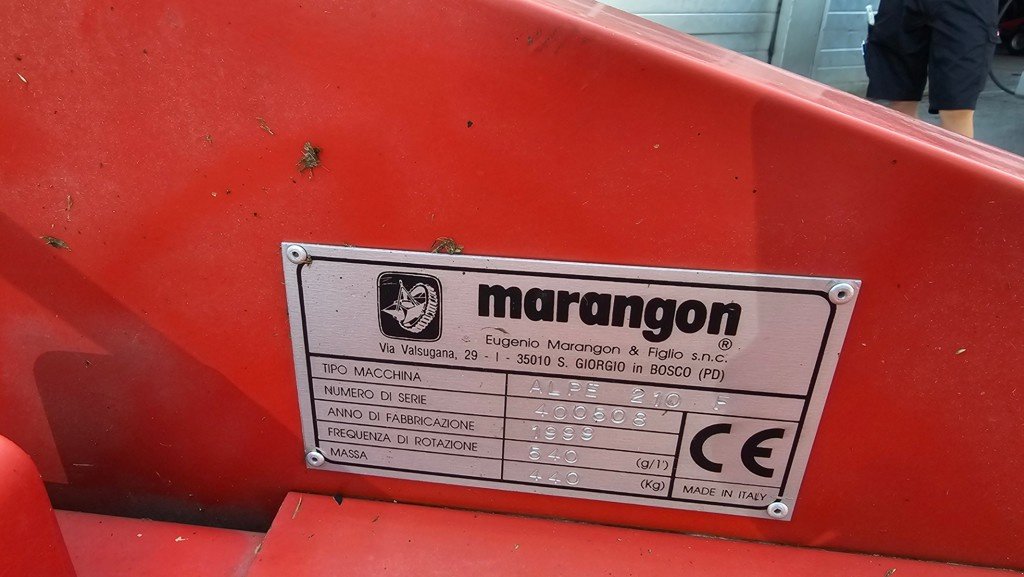 marangon ®
Eugenio Marangon & Figlio s.n.c.
Via Valsugana, 29 - I - 35010 S. GIORGIO in BOSCO (PD)
TIPO MACCHINA ALPE 210 F
NUMERO DI SERIE 400508
ANNO DI FABBRICAZIONE 1999
FREQUENZA DI ROTAZIONE 540 (g/1')
MASSA 440 (Kg)
CE
MADE IN ITALY